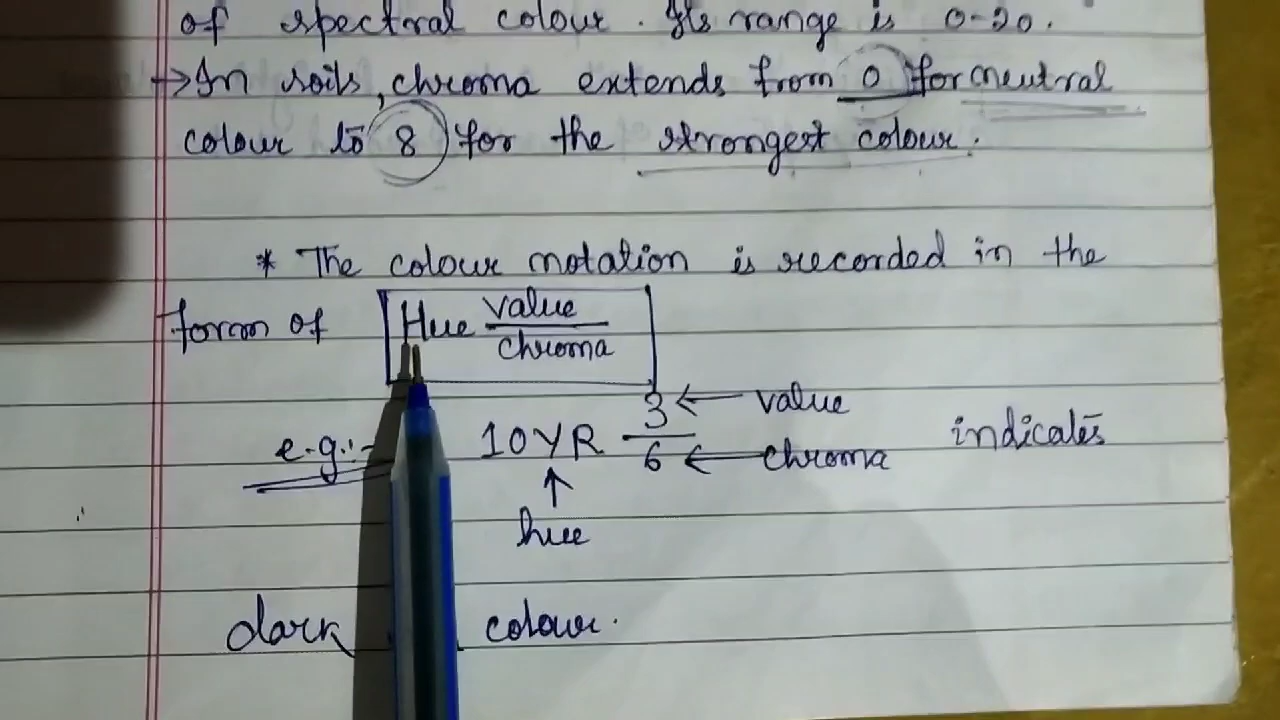 of spectral colour. Its range is 0-20.
→ In soils, chroma extends from 0 for neutral
colour to 8 for the strongest colour.
* The colour notation is recorded in the
form of Hue value/chroma
3 ← value
e.g:- 10YR indicates
6 ← chroma
↑
hue
dark colour.